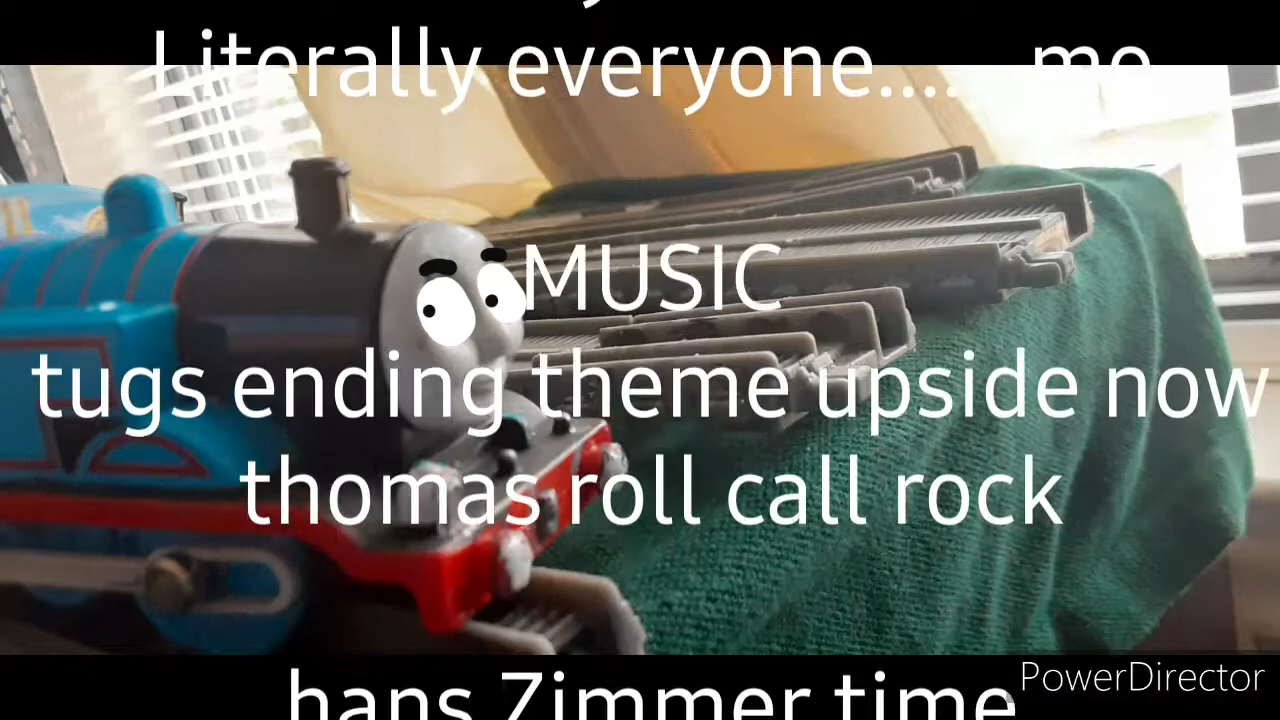 Literally everyone.... me
MUSIC
tugs ending theme upside now
thomas roll call rock
hans Zimmer time
PowerDirector